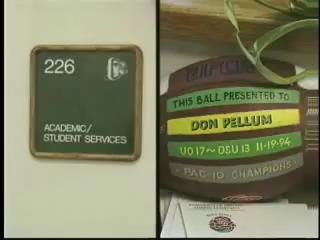 226
ACADEMIC/
STUDENT SERVICES
THIS BALL PRESENTED TO
DON PELLUM
UO 17~OSU 13 11-19-94
PAC-10 CHAMPIONS